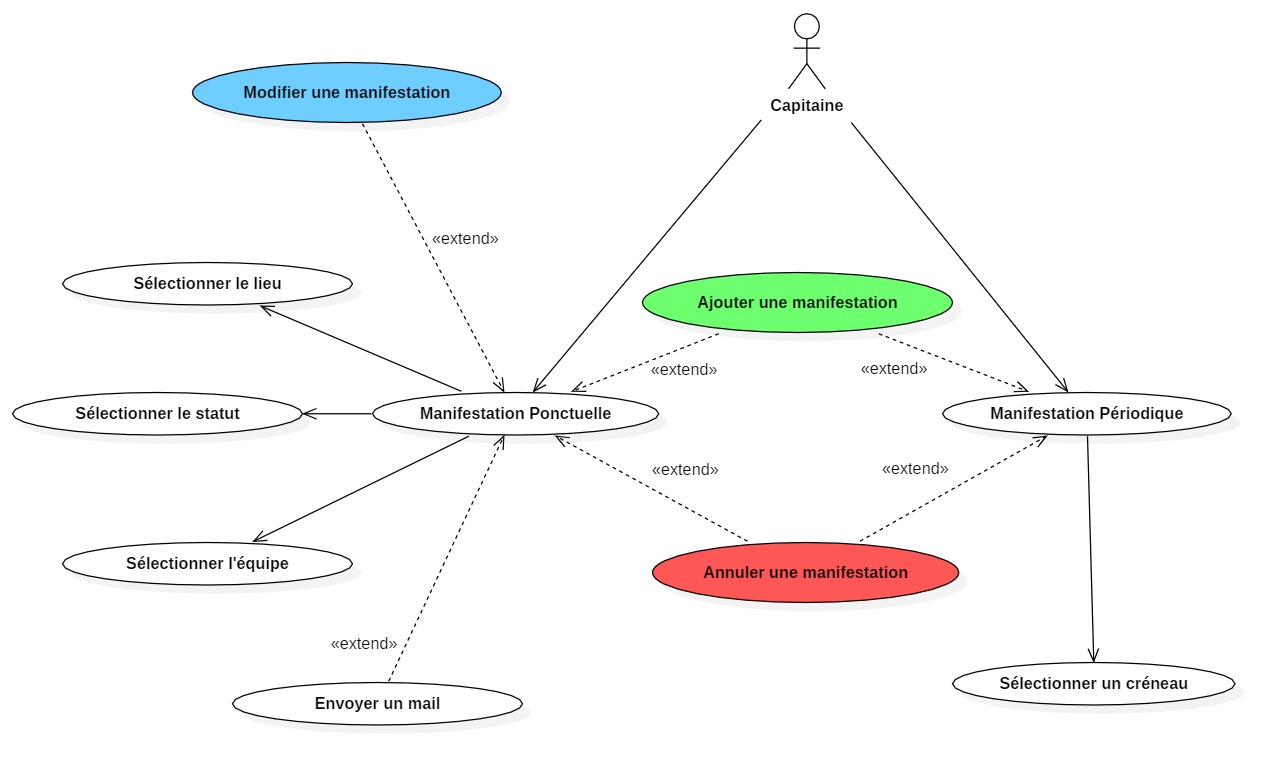 Modifier une manifestation
Capitaine
«extend»
Sélectionner le lieu
Ajouter une manifestation
«extend»
«extend»
Sélectionner le statut
Manifestation Ponctuelle
Manifestation Périodique
«extend»
«extend»
Sélectionner l'équipe
Annuler une manifestation
«extend»
Envoyer un mail
Sélectionner un créneau